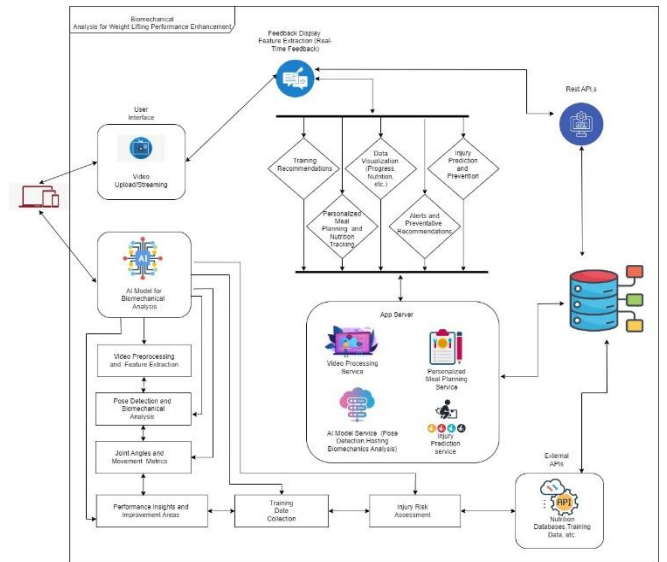 Biomechanical
Analysis for Weight Lifting Performance Enhancement
Feedback Display
Feature Extraction (Real-
Time Feedback)
Rest API,s
User
Interface
Video
Upload/Streaming
Training
Recommendations
Data
Visualization
(Progress,
Nutrition,
etc.)
Injury
Prediction
and
Prevention
Personalized
Meal
Planning and
Nutrition
Tracking
Alerts and
Preventative
Recommendations
AI
AI Model for
Biomechanical
Analysis
App Server
Video Processing
Service
Personalized
Meal Planning
Service
AI Model Service (Pose
Detection,Hosting
Biomechanics Analysis)
Injury
Prediction
service
Video Preprocessing
and Feature Extraction
Pose Detection and
Biomechanical
Analysis
Joint Angles and
Movement Metrics
Performance Insights and
Improvement Areas
Training
Data
Collection
Injury Risk
Assessment
External
APIs
API
Nutrition
Databases,Training
Data, etc.